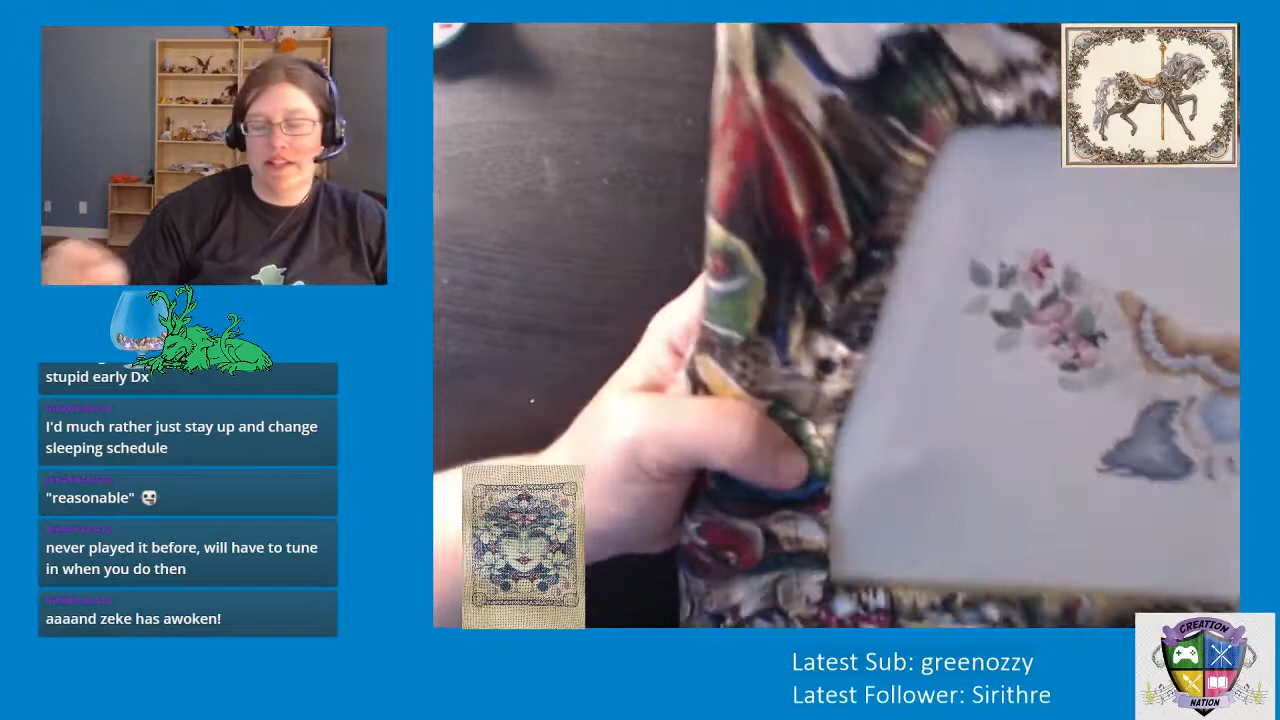 stupid early Dx
I'd much rather just stay up and change
sleeping schedule
"reasonable"
never played it before, will have to tune
in when you do then
aaaand zeke has awoken!
Latest Sub: greenozzy
Latest Follower: Sirithre
CREATION
NATION